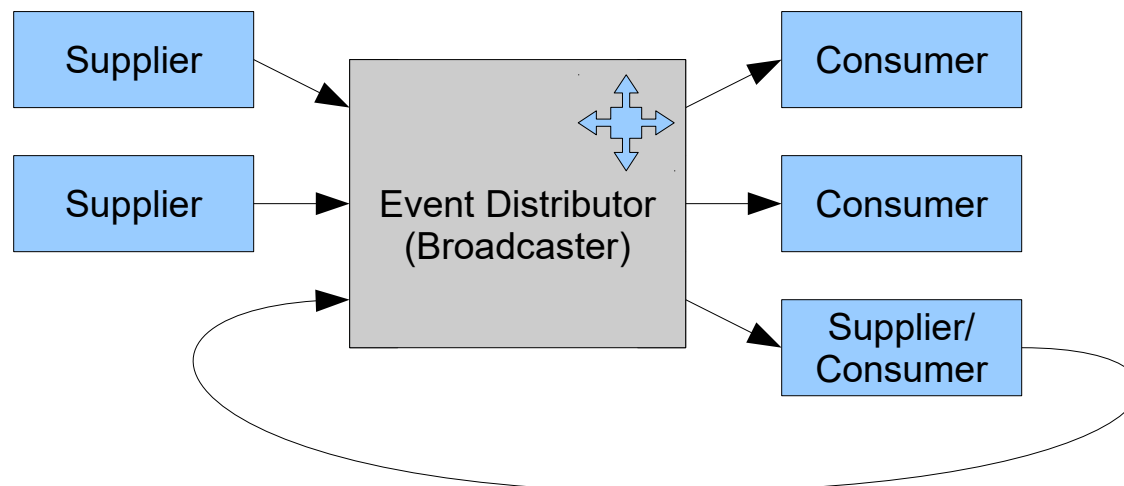 Supplier
Consumer
Supplier
Event Distributor
(Broadcaster)
Consumer
Supplier/
Consumer